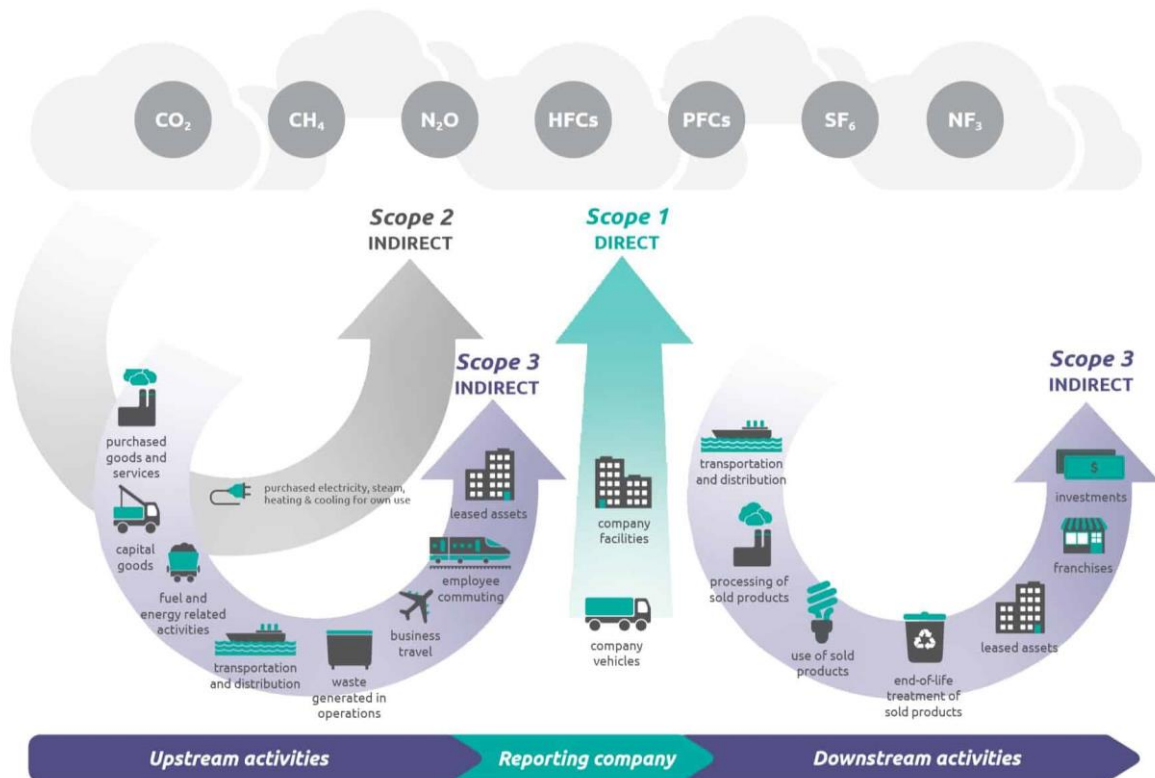 CO₂ CH₄ N₂O HFCs PFCs SF₆ NF₃
Scope 2
INDIRECT
Scope 1
DIRECT
Scope 3
INDIRECT
Scope 3
INDIRECT
purchased
goods and
services
capital
goods
fuel and
energy related
activities
purchased electricity, steam,
heating & cooling for own use
transportation
and distribution
waste
generated in
operations
business
travel
employee
commuting
leased assets
company
facilities
company
vehicles
transportation
and distribution
processing of
sold products
use of sold
products
end-of-life
treatment of
sold products
leased assets
franchises
$
investments
Upstream activities
Reporting company
Downstream activities